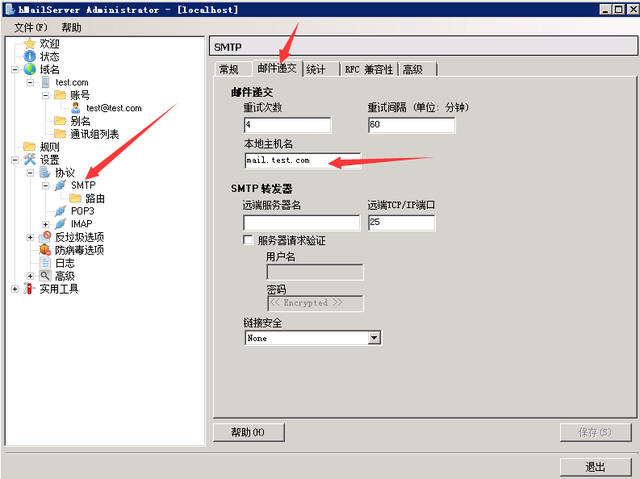 hMailServer Administrator - [localhost]
文件(F) 帮助
欢迎
状态
域名
test.com
账号
test@test.com
别名
通讯组列表
规则
设置
协议
SMTP
路由
POP3
IMAP
反垃圾选项
防病毒选项
日志
高级
实用工具
SMTP
常规 邮件递交 统计 RFC 兼容性 高级
邮件递交
重试次数 重试间隔 (单位: 分钟)
4 60
本地主机名
mail.test.com
SMTP 转发器
远端服务器名 远端TCP/IP端口
25
服务器请求验证
用户名
密码
<< Encrypted >>
链接安全
None
帮助(H) 保存(S)
退出